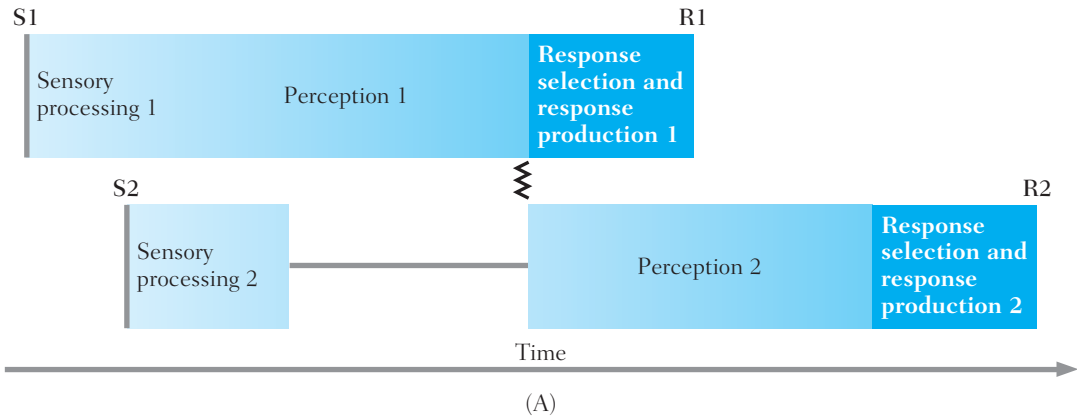 S1
R1
Sensory
processing 1
Perception 1
Response
selection and
response
production 1
S2
R2
Sensory
processing 2
Perception 2
Response
selection and
response
production 2
Time
(A)